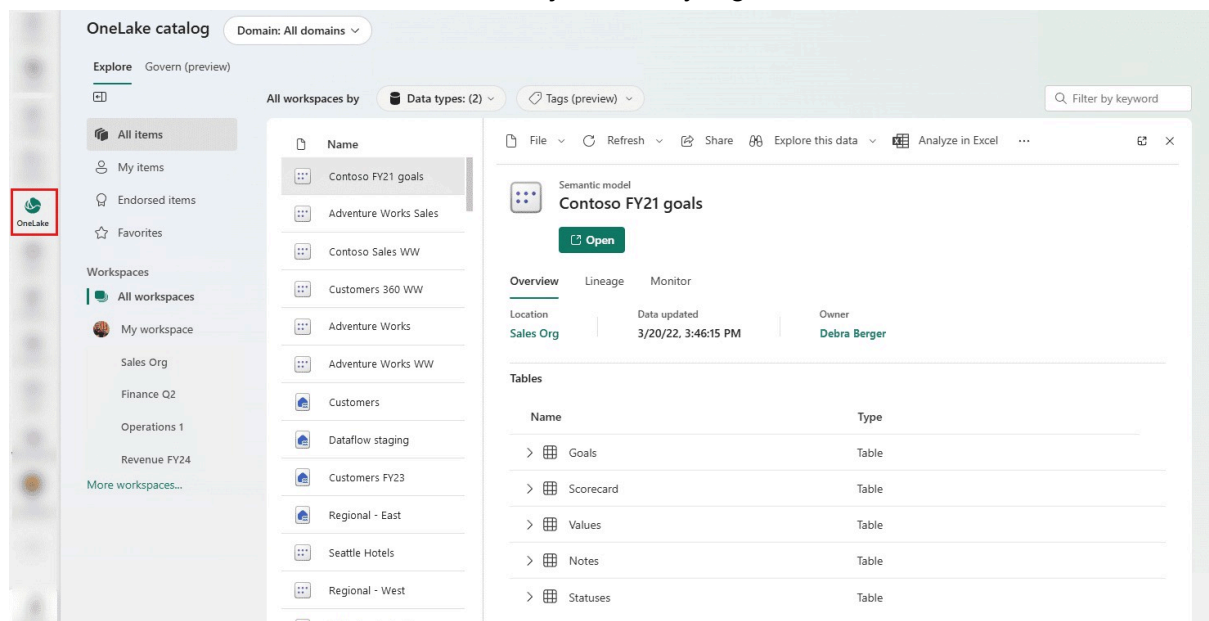 OneLake catalog
Domain: All domains
Explore Govern (preview)
All workspaces by Data types: (2) Tags (preview) Filter by keyword
OneLake
All items
My items
Endorsed items
Favorites
Workspaces
All workspaces
My workspace
Sales Org
Finance Q2
Operations 1
Revenue FY24
More workspaces...
Name
Contoso FY21 goals
Adventure Works Sales
Contoso Sales WW
Customers 360 WW
Adventure Works
Adventure Works WW
Customers
Dataflow staging
Customers FY23
Regional - East
Seattle Hotels
Regional - West
File Refresh Share Explore this data Analyze in Excel ...
Semantic model
Contoso FY21 goals
Open
Overview Lineage Monitor
Location Data updated Owner
Sales Org 3/20/22, 3:46:15 PM Debra Berger
Tables
Name Type
Goals Table
Scorecard Table
Values Table
Notes Table
Statuses Table